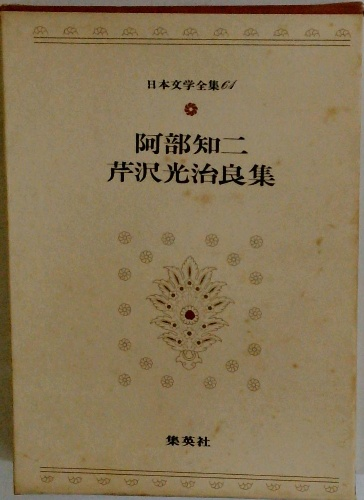 日本文学全集61
阿部知二
芹沢光治良集
集英社